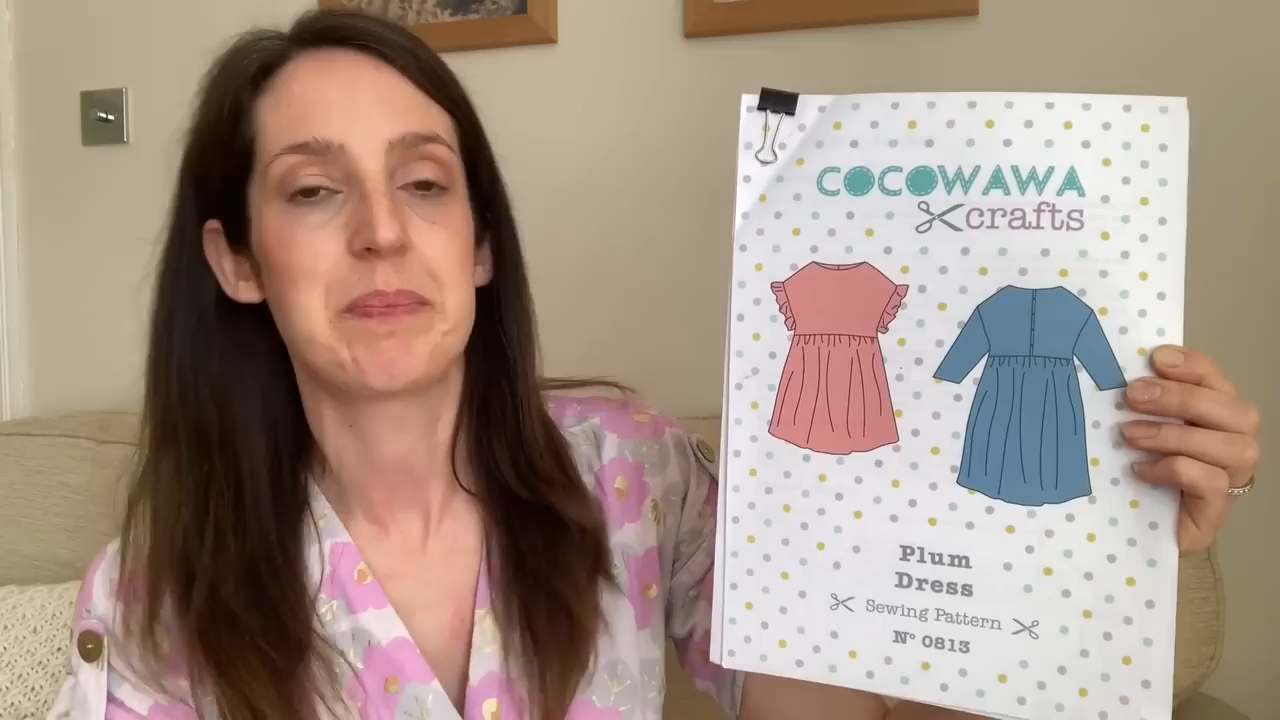 COCOWAWA
crafts
Plum
Dress
Sewing Pattern
Nº 0813